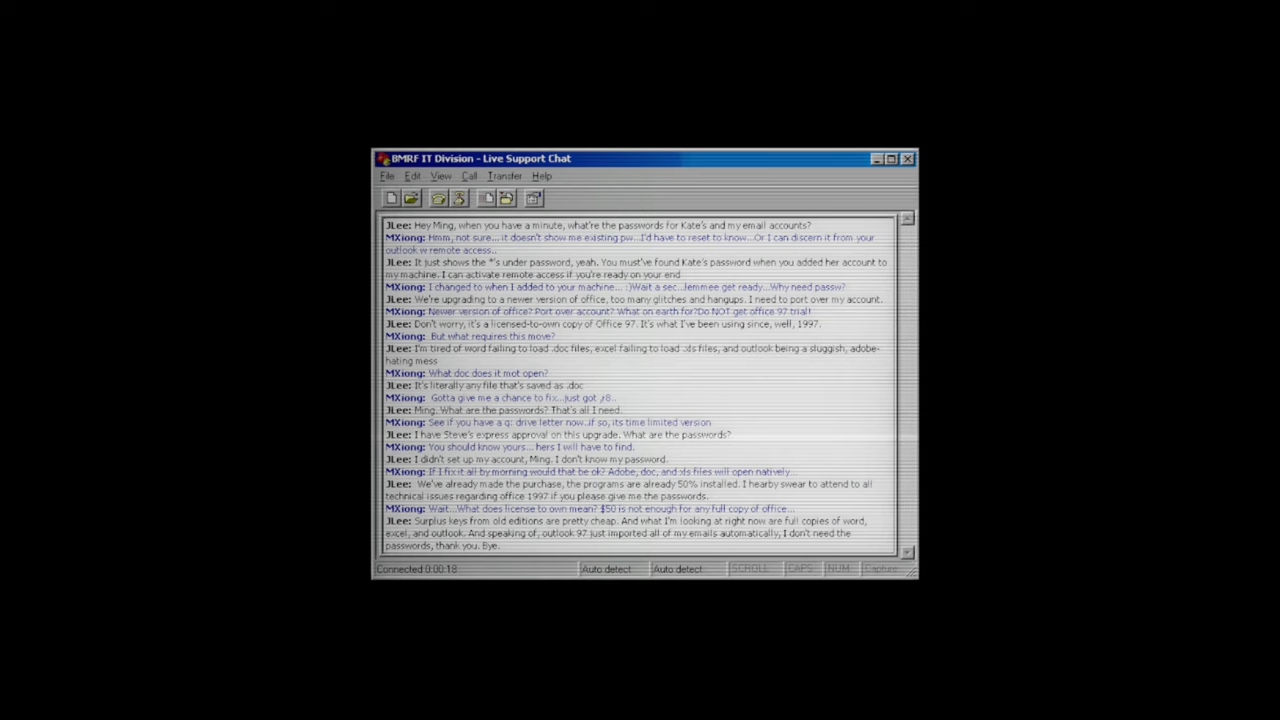 BMRF IT Division - Live Support Chat
File Edit View Call Transfer Help
JLee: Hey Ming, when you have a minute, what're the passwords for Kate's and my email accounts?
MXiong: Hmm, not sure... it doesn't show me existing pw...I'd have to reset to know...Or I can discern it from your
outlook w remote access..
JLee: It just shows the *'s under password, yeah. You must've found Kate's password when you added her account to
my machine. I can activate remote access if you're ready on your end
MXiong: I changed to when I added to your machine... :)Wait a sec...lemmee get ready...Why need passw?
JLee: We're upgrading to a newer version of office, too many glitches and hangups. I need to port over my account.
MXiong: Newer version of office? Port over account? What on earth for?Do NOT get office 97 trial!
JLee: Don't worry, it's a licensed-to-own copy of Office 97. It's what I've been using since, well, 1997.
MXiong: But what requires this move?
JLee: I'm tired of word failing to load .doc files, excel failing to load .xls files, and outlook being a sluggish, adobe-
hating mess
MXiong: What doc does it mot open?
JLee: It's literally any file that's saved as .doc
MXiong: Gotta give me a chance to fix...just got ,r8..
JLee: Ming. What are the passwords? That's all I need.
MXiong: See if you have a q: drive letter now..if so, its time limited version
JLee: I have Steve's express approval on this upgrade. What are the passwords?
MXiong: You should know yours... hers I will have to find.
JLee: I didn't set up my account, Ming. I don't know my password.
MXiong: If I fix it all by morning would that be ok? Adobe, doc, and xls files will open natively...
JLee: We've already made the purchase, the programs are already 50% installed. I hearby swear to attend to all
technical issues regarding office 1997 if you please give me the passwords.
MXiong: Wait...What does license to own mean? $50 is not enough for any full copy of office...
JLee: Surplus keys from old editions are pretty cheap. And what I'm looking at right now are full copies of word,
excel, and outlook. And speaking of, outlook 97 just imported all of my emails automatically, I don't need the
passwords, thank you. Bye.
Connected 0:00:18 Auto detect Auto detect SCROLL CAPS NUM Capture